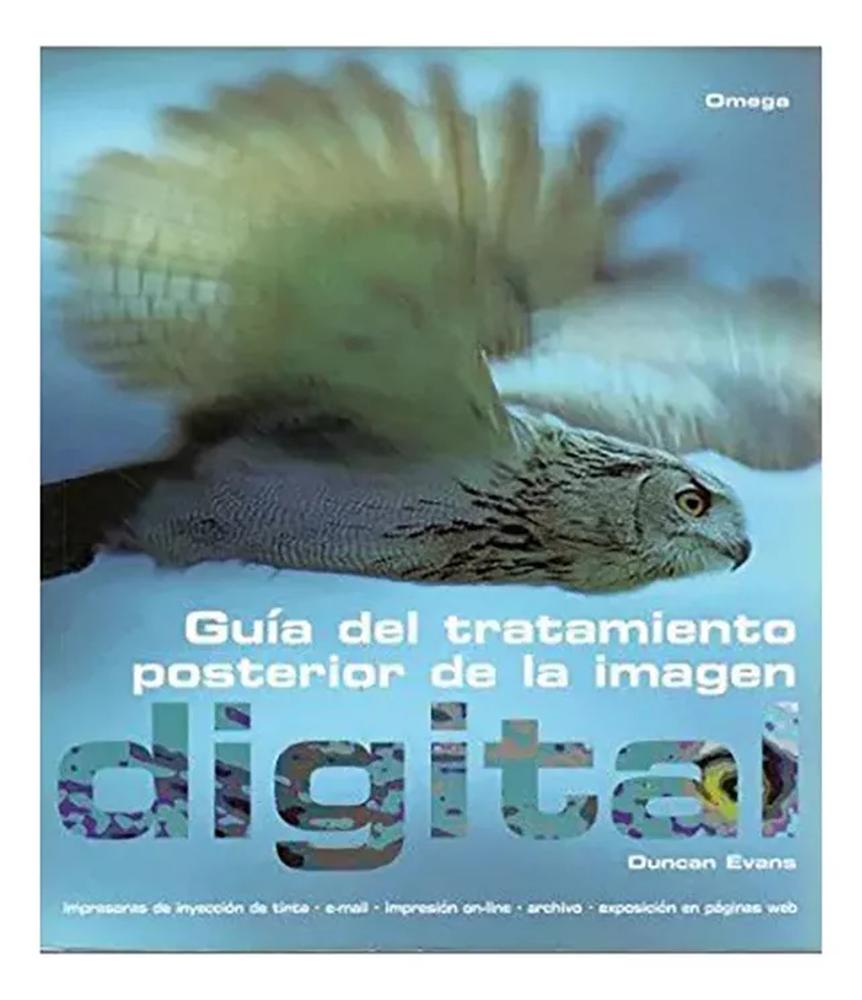 Omega
Guía del tratamiento
posterior de la imagen
digital
Duncan Evans
impresoras de inyección de tinta · e-mail · impresión on-line · archivo · exposición en páginas web